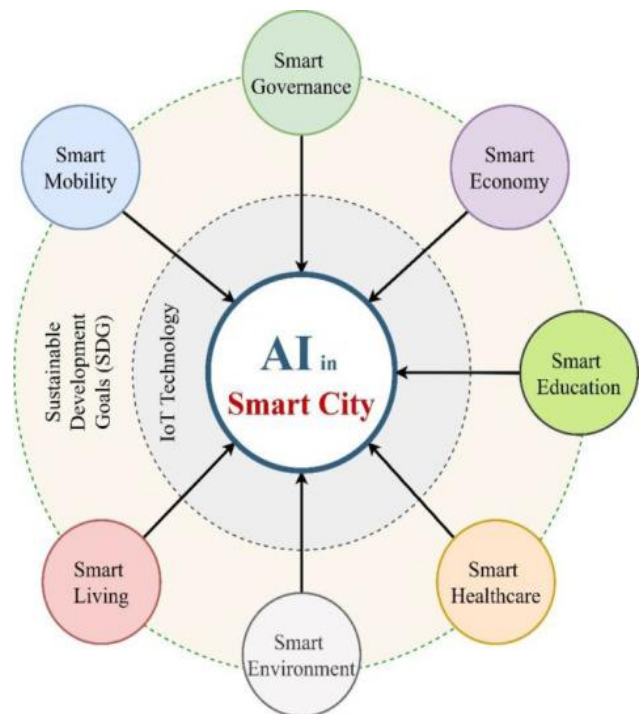 Smart
Governance
Smart
Mobility
Smart
Economy
Sustainable
Development
Goals (SDG)
IoT Technology
AI in
Smart City
Smart
Education
Smart
Living
Smart
Healthcare
Smart
Environment